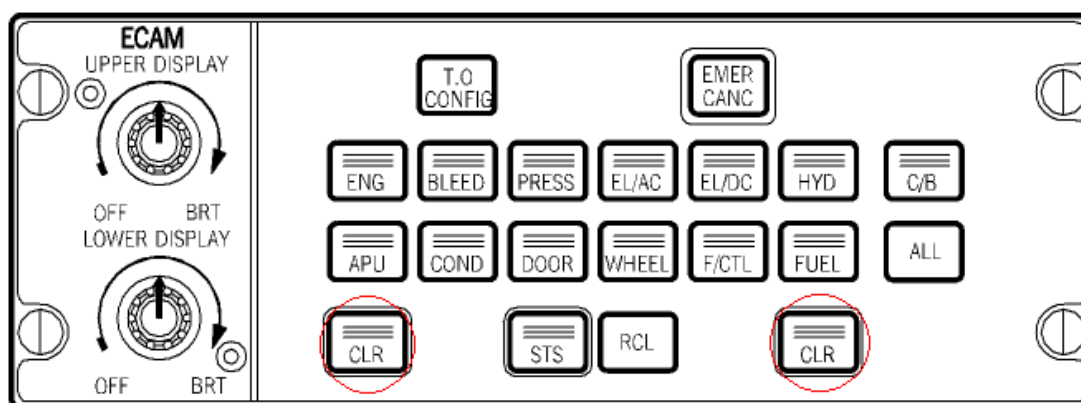 ECAM
UPPER DISPLAY
OFF BRT
LOWER DISPLAY
OFF BRT
T.O
CONFIG
EMER
CANC
ENG BLEED PRESS EL/AC EL/DC HYD C/B
APU COND DOOR WHEEL F/CTL FUEL ALL
CLR STS RCL CLR